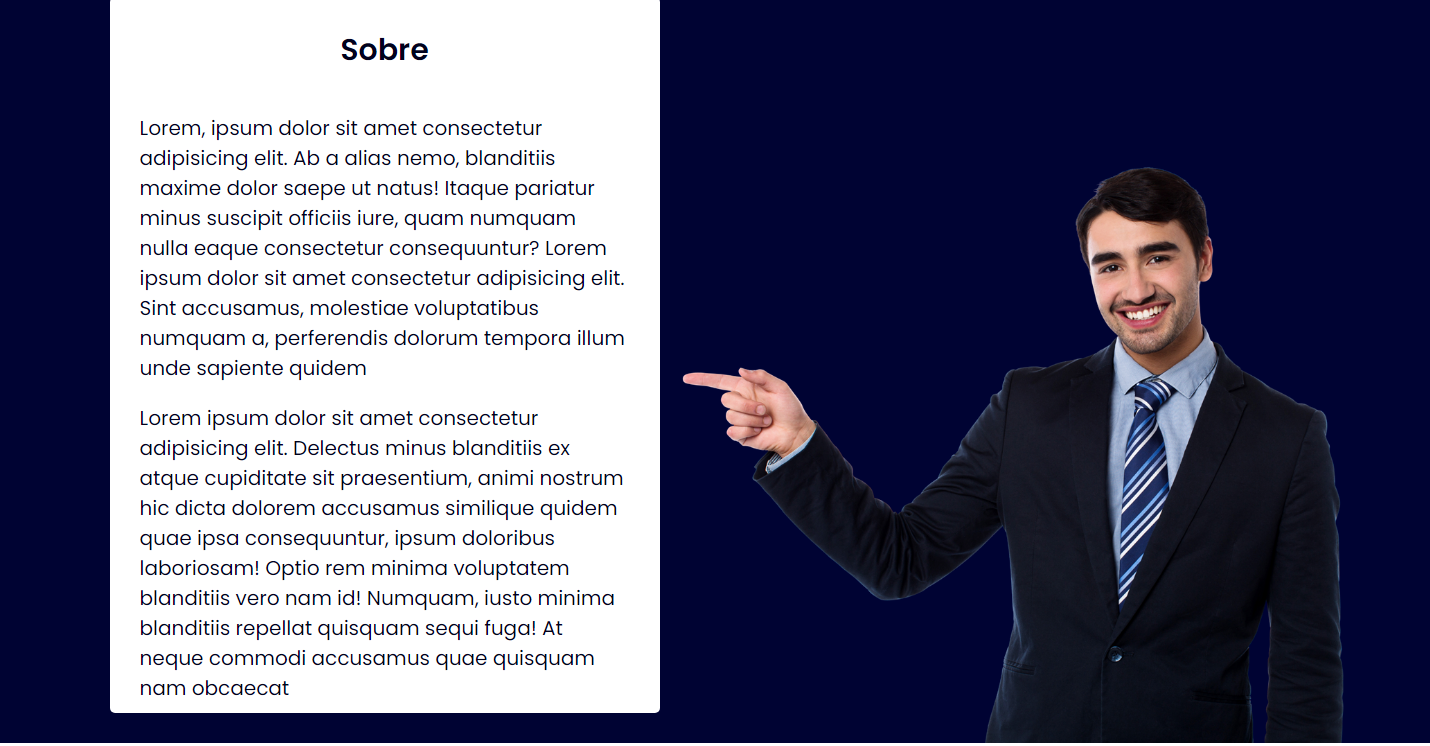 Sobre
Lorem, ipsum dolor sit amet consectetur
adipisicing elit. Ab a alias nemo, blanditiis
maxime dolor saepe ut natus! Itaque pariatur
minus suscipit officiis iure, quam numquam
nulla eaque consectetur consequuntur? Lorem
ipsum dolor sit amet consectetur adipisicing elit.
Sint accusamus, molestiae voluptatibus
numquam a, perferendis dolorum tempora illum
unde sapiente quidem
Lorem ipsum dolor sit amet consectetur
adipisicing elit. Delectus minus blanditiis ex
atque cupiditate sit praesentium, animi nostrum
hic dicta dolorem accusamus similique quidem
quae ipsa consequuntur, ipsum doloribus
laboriosam! Optio rem minima voluptatem
blanditiis vero nam id! Numquam, iusto minima
blanditiis repellat quisquam sequi fuga! At
neque commodi accusamus quae quisquam
nam obcaecat